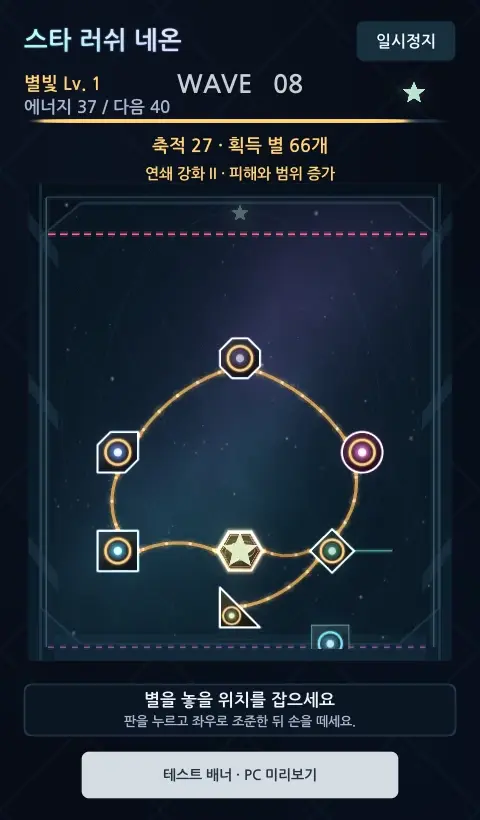 스타 러쉬 네온
일시정지
별빛 Lv. 1
WAVE 08
에너지 37 / 다음 40
축적 27 · 획득 별 66개
연쇄 강화 II · 피해와 범위 증가
별을 놓을 위치를 잡으세요
판을 누르고 좌우로 조준한 뒤 손을 떼세요.
테스트 배너 · PC 미리보기